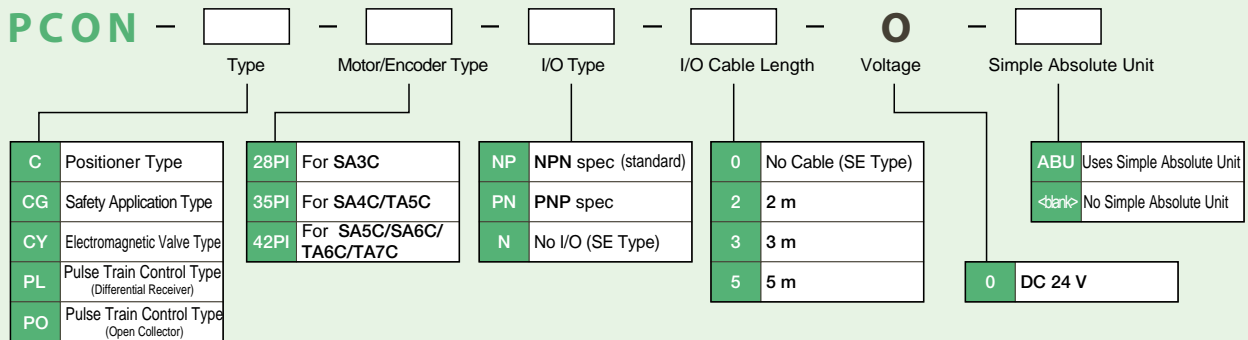 PCON - - - - - O -
Type
Motor/Encoder Type
I/O Type
I/O Cable Length
Voltage
Simple Absolute Unit
C Positioner Type
CG Safety Application Type
CY Electromagnetic Valve Type
PL Pulse Train Control Type
(Differential Receiver)
PO Pulse Train Control Type
(Open Collector)
28PI For SA3C
35PI For SA4C/TA5C
42PI For SA5C/SA6C/
TA6C/TA7C
NP NPN spec (standard)
PN PNP spec
N No I/O (SE Type)
0 No Cable (SE Type)
2 2 m
3 3 m
5 5 m
0 DC 24 V
ABU Uses Simple Absolute Unit
<blank> No Simple Absolute Unit